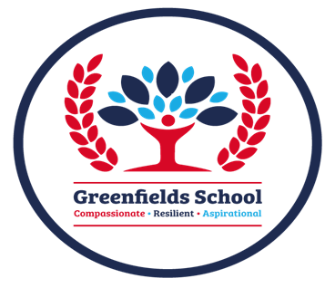 Greenfields School
Compassionate • Resilient • Aspirational